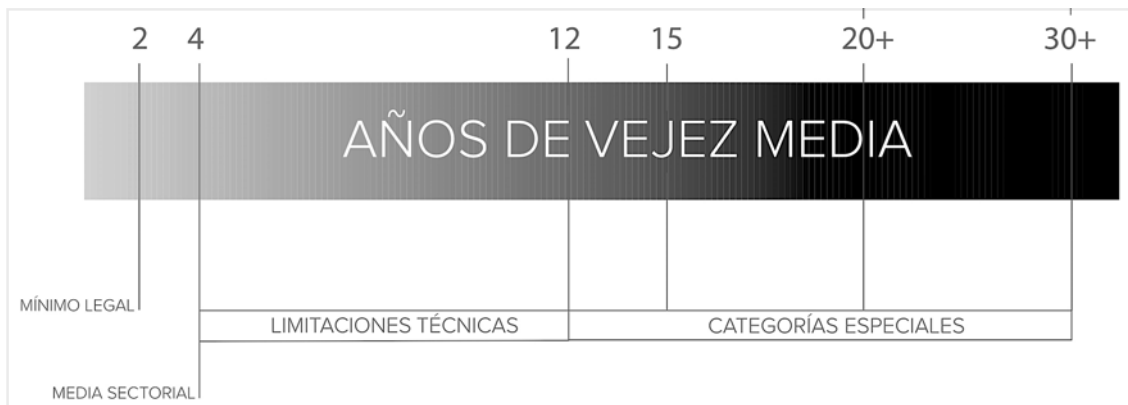 2 4 12 15 20+ 30+
AÑOS DE VEJEZ MEDIA
MÍNIMO LEGAL
LIMITACIONES TÉCNICAS CATEGORÍAS ESPECIALES
MEDIA SECTORIAL